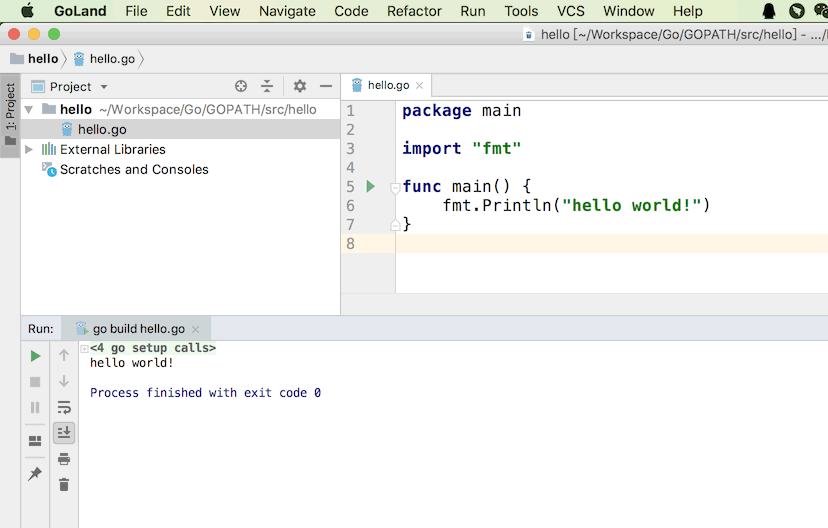 GoLand File Edit View Navigate Code Refactor Run Tools VCS Window Help
hello [~/Workspace/Go/GOPATH/src/hello] - .../
hello hello.go
1: Project
Project
hello ~/Workspace/Go/GOPATH/src/hello
hello.go
External Libraries
Scratches and Consoles
hello.go
1 package main
2
3 import "fmt"
4
5 func main() {
6 fmt.Println("hello world!")
7 }
8
Run: go build hello.go
<4 go setup calls>
hello world!
Process finished with exit code 0